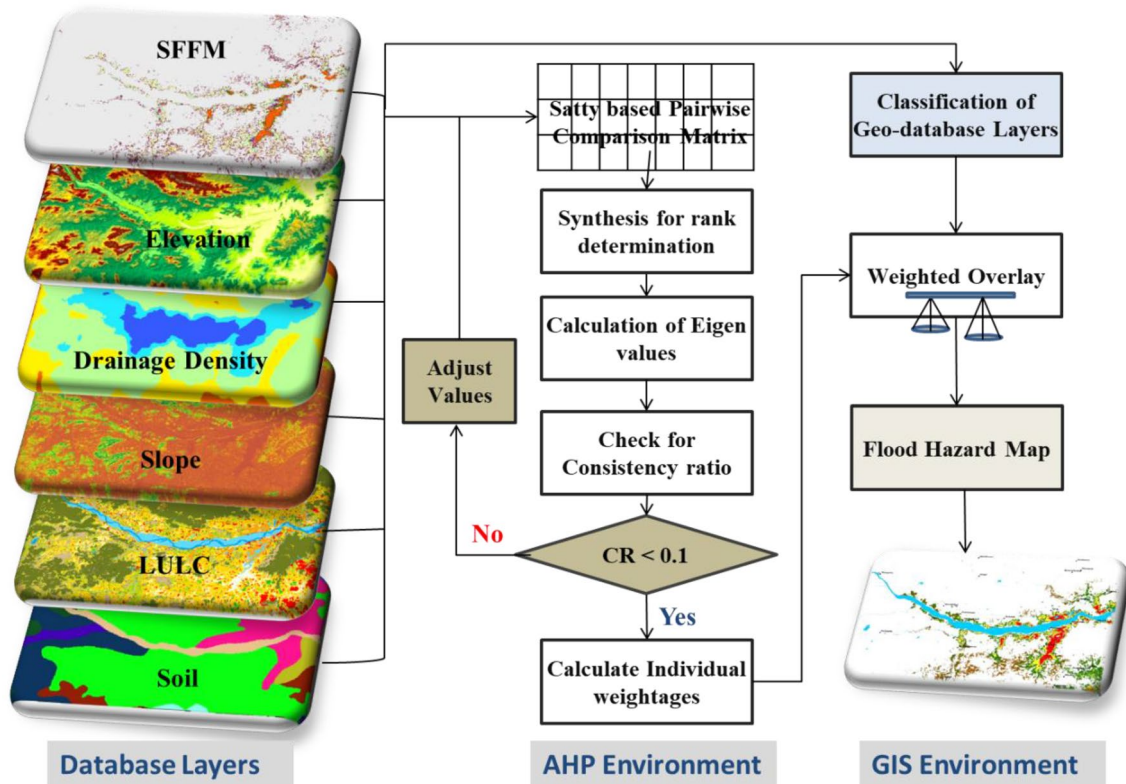 SFFM
Elevation
Drainage Density
Slope
LULC
Soil
Database Layers
Satty based Pairwise
Comparison Matrix
Synthesis for rank
determination
Calculation of Eigen
values
Check for
Consistency ratio
CR < 0.1
No
Adjust
Values
Yes
Calculate Individual
weightages
AHP Environment
Classification of
Geo-database Layers
Weighted Overlay
Flood Hazard Map
GIS Environment